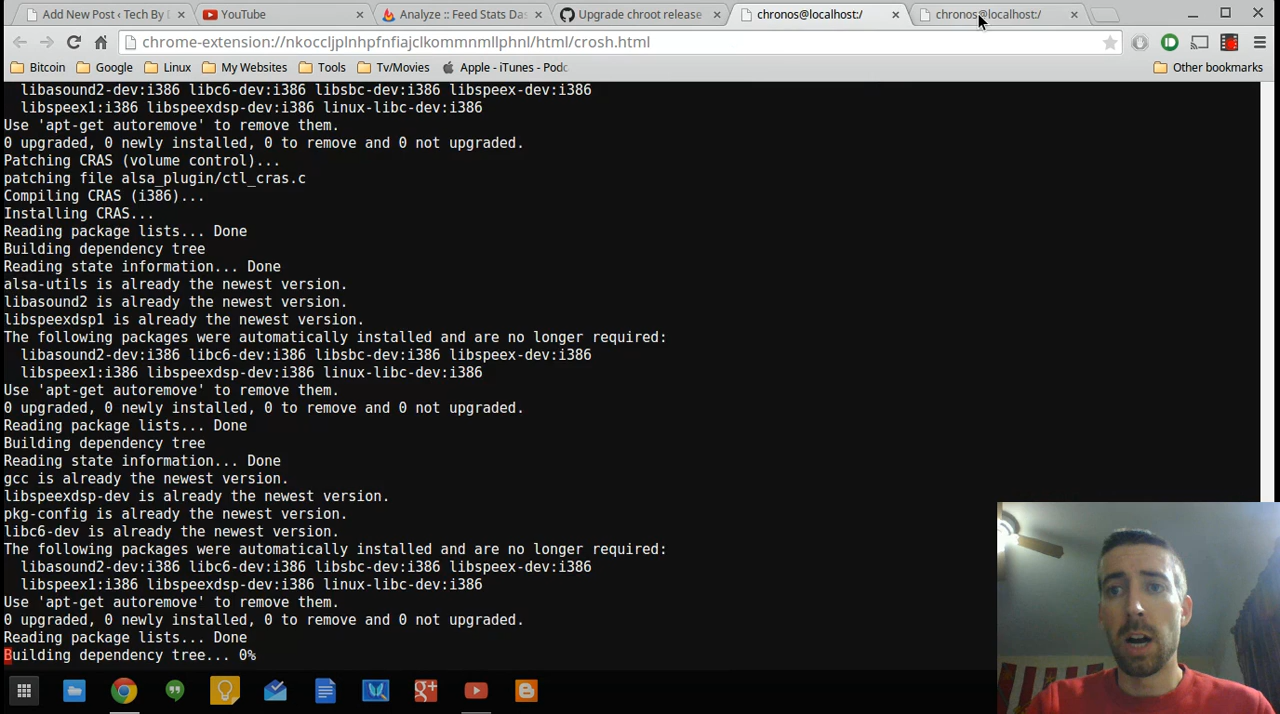 Add New Post ‹ Tech By D
YouTube
Analyze :: Feed Stats Das
Upgrade chroot release
chronos@localhost:/
chronos@localhost:/
chrome-extension://nkoccljplnhpfnfiajclkommnmllphnl/html/crosh.html
Bitcoin
Google
Linux
My Websites
Tools
Tv/Movies
Apple - iTunes - Podc
Other bookmarks
libasound2-dev:i386 libc6-dev:i386 libsbc-dev:i386 libspeex-dev:i386
libspeex1:i386 libspeexdsp-dev:i386 linux-libc-dev:i386
Use 'apt-get autoremove' to remove them.
0 upgraded, 0 newly installed, 0 to remove and 0 not upgraded.
Patching CRAS (volume control)...
patching file alsa_plugin/ctl_cras.c
Compiling CRAS (i386)...
Installing CRAS...
Reading package lists... Done
Building dependency tree
Reading state information... Done
alsa-utils is already the newest version.
libasound2 is already the newest version.
libspeexdsp1 is already the newest version.
The following packages were automatically installed and are no longer required:
libasound2-dev:i386 libc6-dev:i386 libsbc-dev:i386 libspeex-dev:i386
libspeex1:i386 libspeexdsp-dev:i386 linux-libc-dev:i386
Use 'apt-get autoremove' to remove them.
0 upgraded, 0 newly installed, 0 to remove and 0 not upgraded.
Reading package lists... Done
Building dependency tree
Reading state information... Done
gcc is already the newest version.
libspeexdsp-dev is already the newest version.
pkg-config is already the newest version.
libc6-dev is already the newest version.
The following packages were automatically installed and are no longer required:
libasound2-dev:i386 libc6-dev:i386 libsbc-dev:i386 libspeex-dev:i386
libspeex1:i386 libspeexdsp-dev:i386 linux-libc-dev:i386
Use 'apt-get autoremove' to remove them.
0 upgraded, 0 newly installed, 0 to remove and 0 not upgraded.
Reading package lists... Done
Building dependency tree... 0%